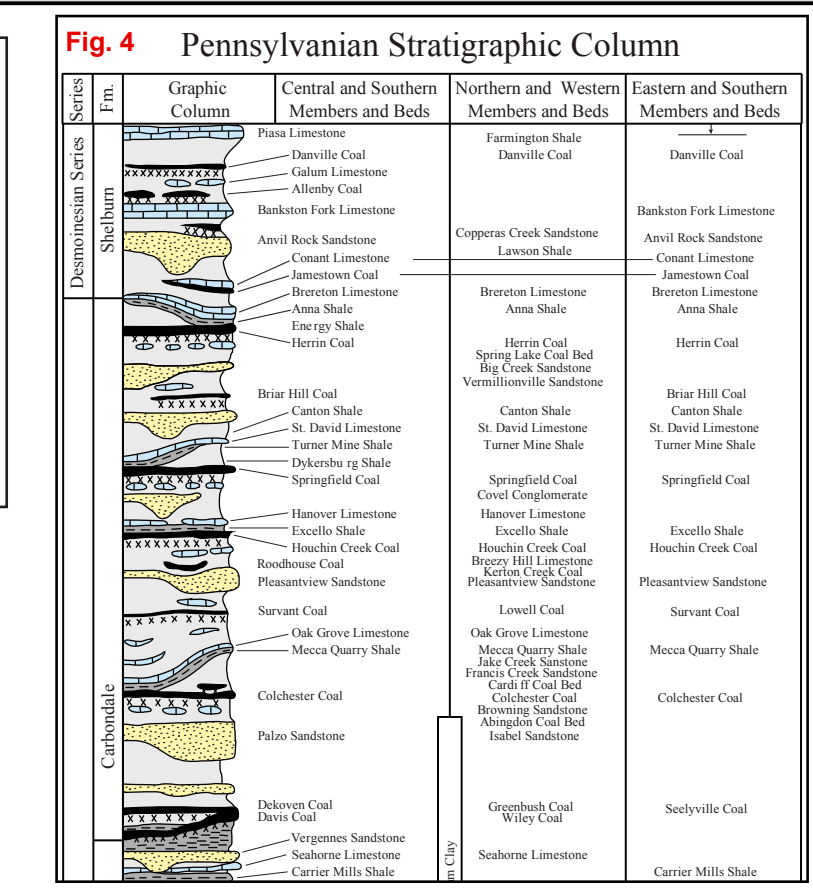 Fig. 4 Pennsylvanian Stratigraphic Column
Series
Fm.
Graphic
Column
Central and Southern
Members and Beds
Northern and Western
Members and Beds
Eastern and Southern
Members and Beds
Desmoinesian Series
Shelburn
Carbondale
Piasa Limestone
Danville Coal
Galum Limestone
Allenby Coal
Bankston Fork Limestone
Anvil Rock Sandstone
Conant Limestone
Jamestown Coal
Brereton Limestone
Anna Shale
Energy Shale
Herrin Coal
Briar Hill Coal
Canton Shale
St. David Limestone
Turner Mine Shale
Dykersbu rg Shale
Springfield Coal
Hanover Limestone
Excello Shale
Houchin Creek Coal
Roodhouse Coal
Pleasantview Sandstone
Survant Coal
Oak Grove Limestone
Mecca Quarry Shale
Colchester Coal
Palzo Sandstone
Dekoven Coal
Davis Coal
Vergennes Sandstone
Seahorne Limestone
Carrier Mills Shale
Farmington Shale
Danville Coal
Copperas Creek Sandstone
Lawson Shale
Brereton Limestone
Anna Shale
Herrin Coal
Spring Lake Coal Bed
Big Creek Sandstone
Vermillionville Sandstone
Canton Shale
St. David Limestone
Turner Mine Shale
Springfield Coal
Covel Conglomerate
Hanover Limestone
Excello Shale
Houchin Creek Coal
Breezy Hill Limestone
Kerton Creek Coal
Pleasantview Sandstone
Lowell Coal
Oak Grove Limestone
Mecca Quarry Shale
Jake Creek Sanstone
Francis Creek Sandstone
Cardi ff Coal Bed
Colchester Coal
Browning Sandstone
Abingdon Coal Bed
Isabel Sandstone
Greenbush Coal
Wiley Coal
Seahorne Limestone
m Clay
Danville Coal
Bankston Fork Limestone
Anvil Rock Sandstone
Conant Limestone
Jamestown Coal
Brereton Limestone
Anna Shale
Herrin Coal
Briar Hill Coal
Canton Shale
St. David Limestone
Turner Mine Shale
Springfield Coal
Excello Shale
Houchin Creek Coal
Pleasantview Sandstone
Survant Coal
Mecca Quarry Shale
Colchester Coal
Seelyville Coal
Carrier Mills Shale